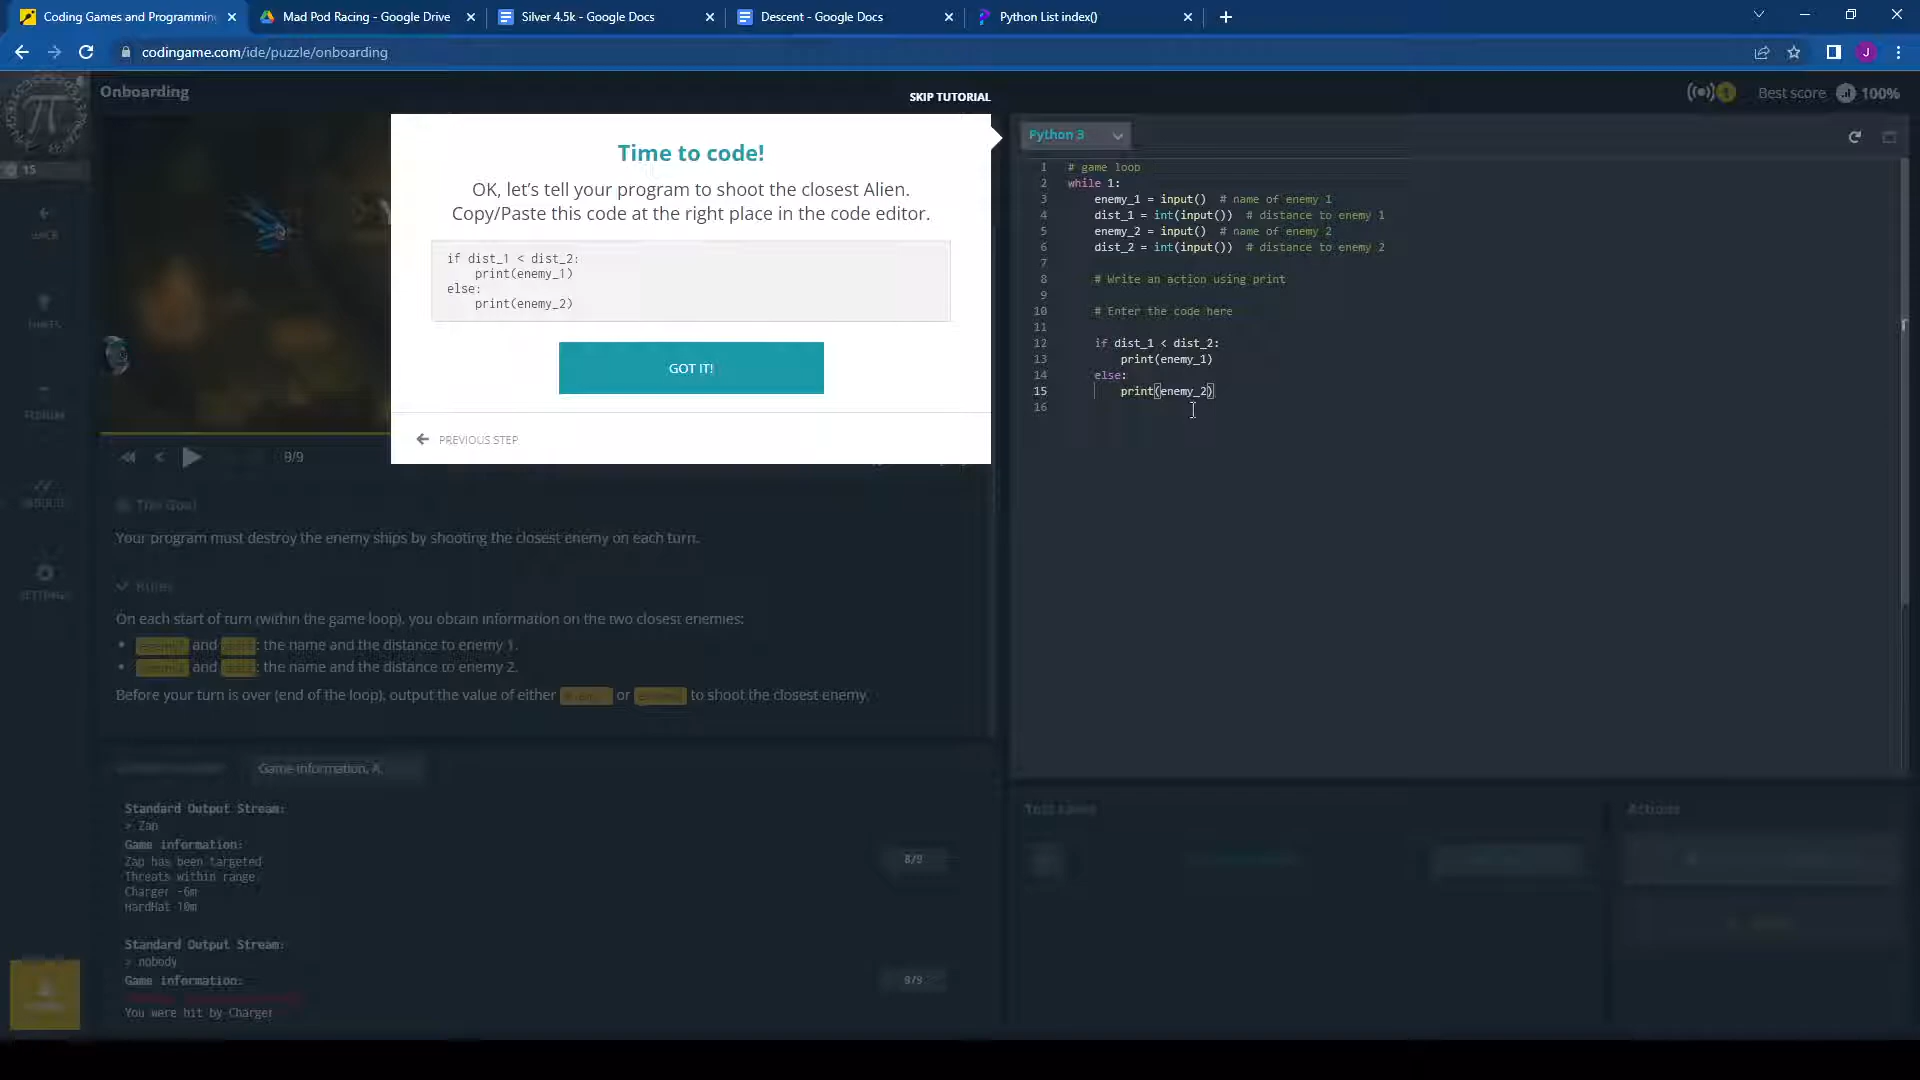 Coding Games and Programmin
Mad Pod Racing - Google Drive
Silver 4.5k - Google Docs
Descent - Google Docs
Python List index()
codingame.com/ide/puzzle/onboarding
J
Onboarding
SKIP TUTORIAL
Best score
100%
15
Time to code!
OK, let's tell your program to shoot the closest Alien.
Copy/Paste this code at the right place in the code editor.
if dist_1 < dist_2:
print(enemy_1)
else:
print(enemy_2)
GOT IT!
PREVIOUS STEP
Python 3
1 # game loop
2 while 1:
3 enemy_1 = input() # name of enemy 1
4 dist_1 = int(input()) # distance to enemy 1
5 enemy_2 = input() # name of enemy 2
6 dist_2 = int(input()) # distance to enemy 2
7
8 # Write an action using print
9
10 # Enter the code here
11
12 if dist_1 < dist_2:
13 print(enemy_1)
14 else:
15 print(enemy_2)
16
9/9
The Goal
Your program must destroy the enemy ships by shooting the closest enemy on each turn.
Rules
On each start of turn (within the game loop), you obtain information on the two closest enemies:
and : the name and the distance to enemy 1.
and : the name and the distance to enemy 2.
Before your turn is over (end of the loop), output the value of either or to shoot the closest enemy.
FORUM
SETTINGS
Game information,
Standard Output Stream:
> Zap
Game information:
Zap has been targeted
Threats within range
Charger -6m
HardHat 10m
8/9
Standard Output Stream:
> nobody
Game information:
You were hit by Charger
9/9
Actions